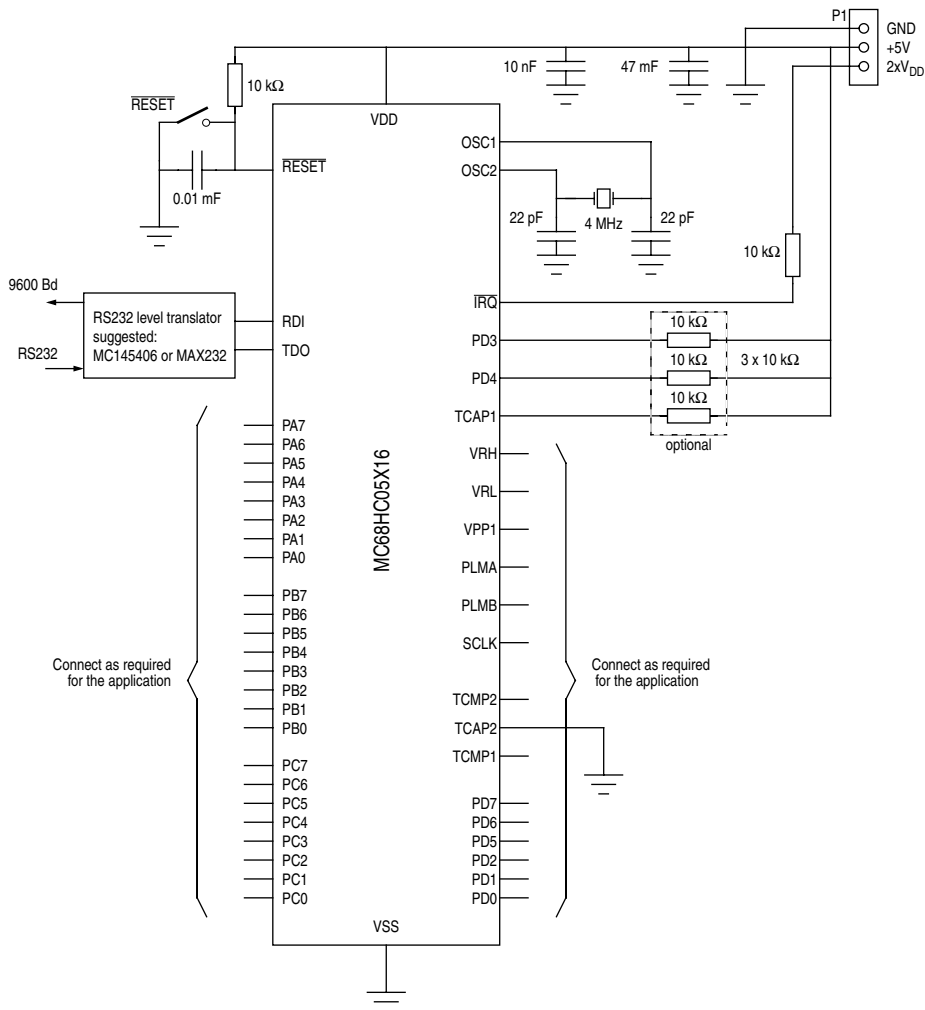 P1
GND
+5V
2xVDD
10 nF
47 mF
10 kΩ
RESET
VDD
OSC1
RESET
OSC2
0.01 mF
22 pF
4 MHz
22 pF
10 kΩ
9600 Bd
IRQ
RS232 level translator
suggested:
MC145406 or MAX232
RDI
10 kΩ
PD3
RS232
TDO
10 kΩ
3 x 10 kΩ
PD4
10 kΩ
TCAP1
optional
PA7
PA6
PA5
PA4
PA3
PA2
PA1
PA0
VRH
VRL
VPP1
PLMA
MC68HC05X16
PB7
PB6
PB5
PB4
PB3
PB2
PB1
PB0
PLMB
SCLK
Connect as required
for the application
Connect as required
for the application
TCMP2
TCAP2
TCMP1
PC7
PC6
PC5
PC4
PC3
PC2
PC1
PC0
PD7
PD6
PD5
PD2
PD1
PD0
VSS